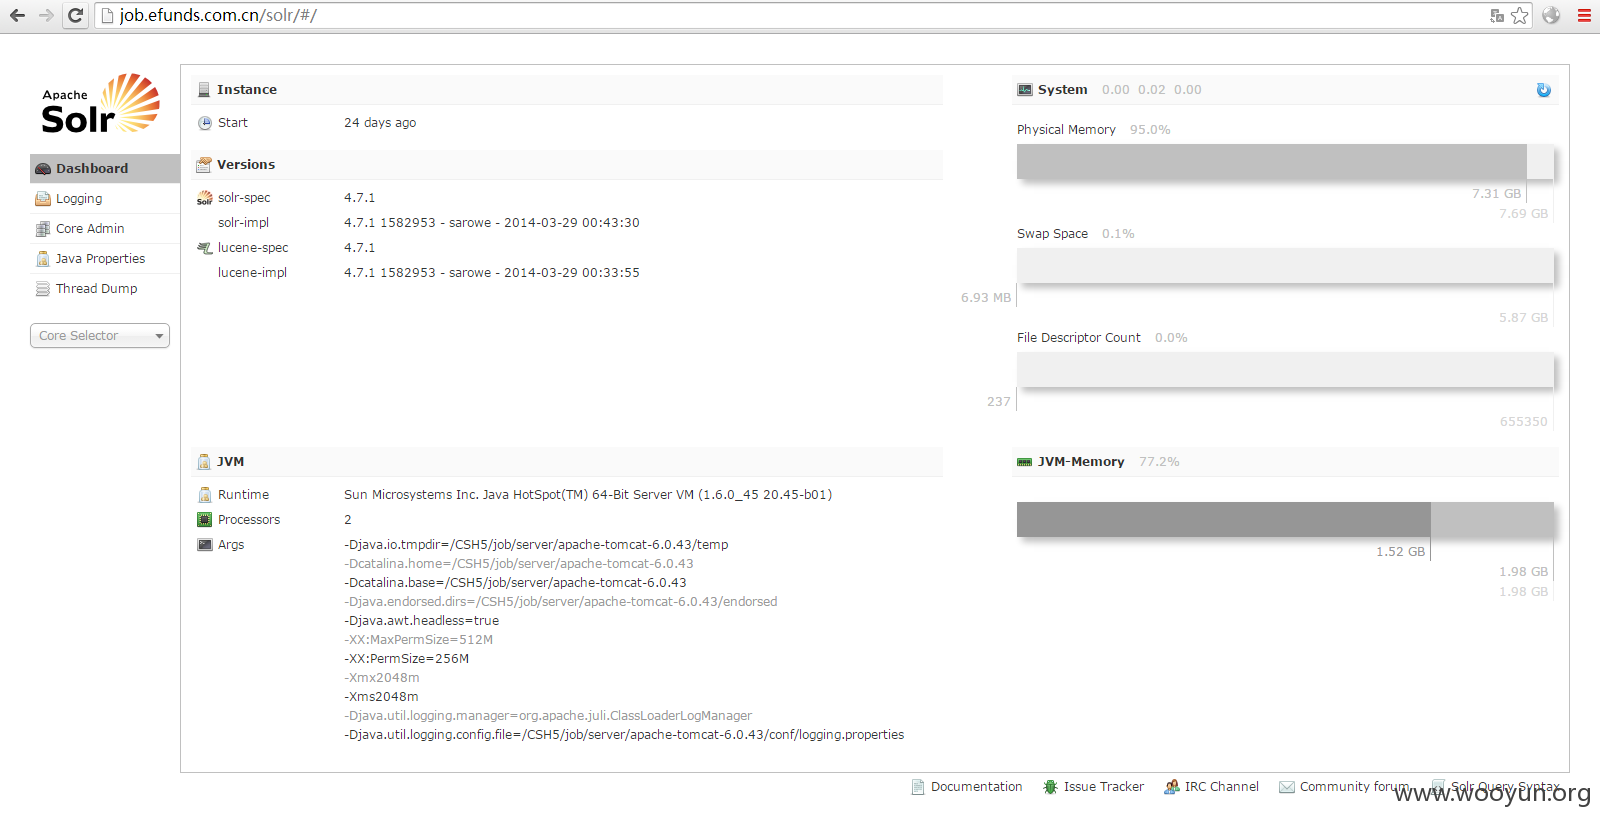 job.efunds.com.cn/solr/#/
Apache
Solr
Dashboard
Logging
Core Admin
Java Properties
Thread Dump
Core Selector
Instance
Start 24 days ago
Versions
solr-spec 4.7.1
solr-impl 4.7.1 1582953 - sarowe - 2014-03-29 00:43:30
lucene-spec 4.7.1
lucene-impl 4.7.1 1582953 - sarowe - 2014-03-29 00:33:55
System 0.00 0.02 0.00
Physical Memory 95.0%
7.31 GB
7.69 GB
Swap Space 0.1%
6.93 MB
5.87 GB
File Descriptor Count 0.0%
237
655350
JVM
Runtime Sun Microsystems Inc. Java HotSpot(TM) 64-Bit Server VM (1.6.0_45 20.45-b01)
Processors 2
Args -Djava.io.tmpdir=/CSH5/job/server/apache-tomcat-6.0.43/temp
-Dcatalina.home=/CSH5/job/server/apache-tomcat-6.0.43
-Dcatalina.base=/CSH5/job/server/apache-tomcat-6.0.43
-Djava.endorsed.dirs=/CSH5/job/server/apache-tomcat-6.0.43/endorsed
-Djava.awt.headless=true
-XX:MaxPermSize=512M
-XX:PermSize=256M
-Xmx2048m
-Xms2048m
-Djava.util.logging.manager=org.apache.juli.ClassLoaderLogManager
-Djava.util.logging.config.file=/CSH5/job/server/apache-tomcat-6.0.43/conf/logging.properties
JVM-Memory 77.2%
1.52 GB
1.98 GB
1.98 GB
Documentation Issue Tracker IRC Channel Community forum Solr Query Syntax
www.wooyun.org